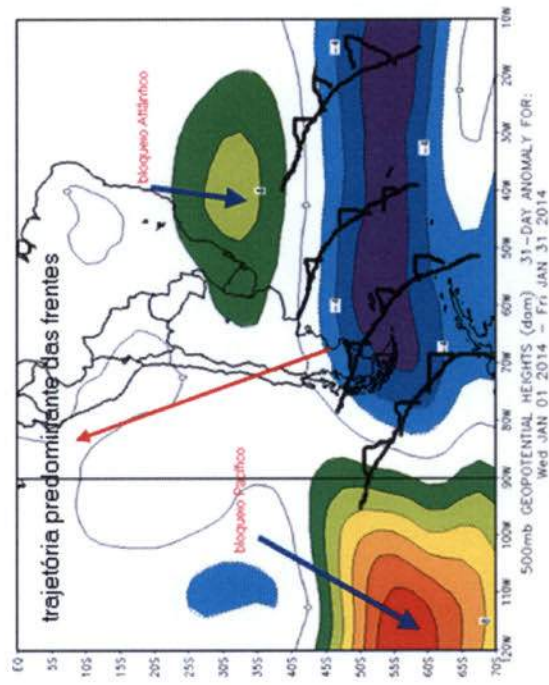 trajetória predominante das frentes
bloqueio Atlântico
bloqueio Pacífico
EQ
5S
10S
15S
20S
25S
30S
35S
40S
45S
50S
55S
60S
65S
70S
120W
110W
100W
90W
80W
70W
60W
50W
40W
30W
20W
10W
500mb GEOPOTENTIAL HEIGHTS (dam) 31-DAY ANOMALY FOR:
Wed JAN 01 2014 - Fri JAN 31 2014